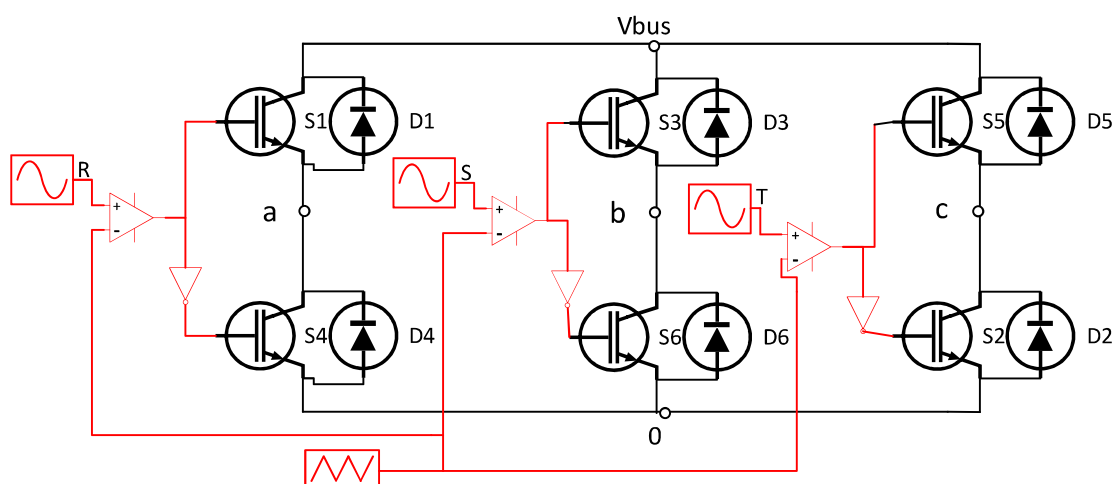 Vbus
S1
D1
S3
D3
S5
D5
R
S
T
+
-
a
+
-
b
+
-
c
S4
D4
S6
D6
S2
D2
0